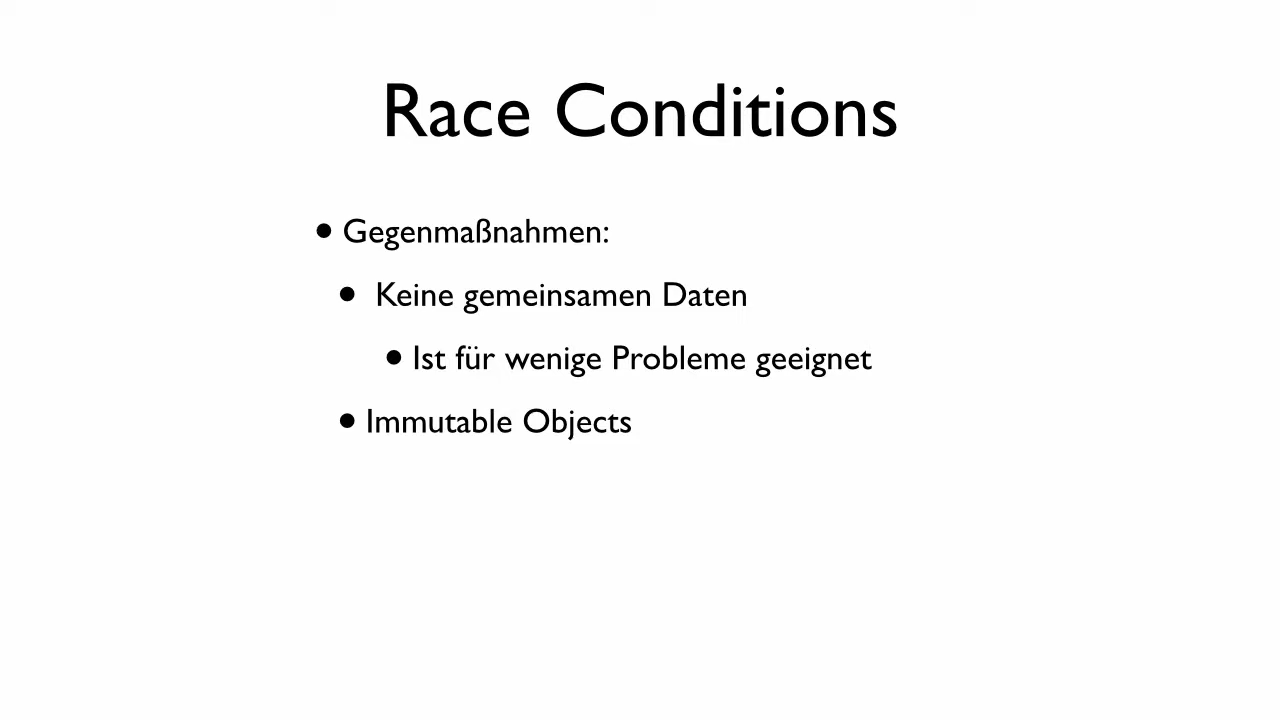 Race Conditions
• Gegenmaßnahmen:
• Keine gemeinsamen Daten
• Ist für wenige Probleme geeignet
• Immutable Objects